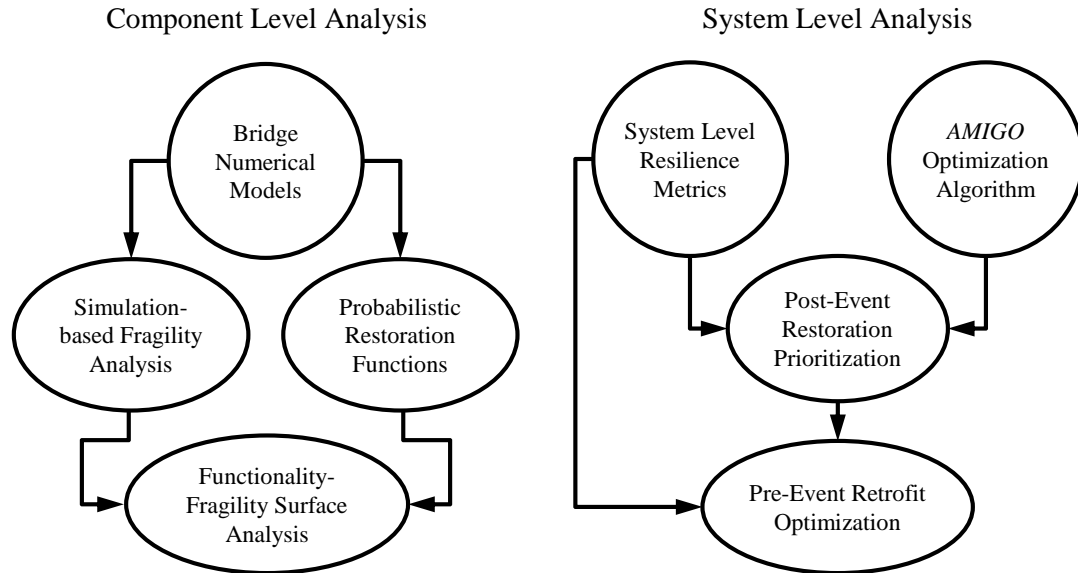 Component Level Analysis
System Level Analysis
Bridge
Numerical
Models
System Level
Resilience
Metrics
AMIGO
Optimization
Algorithm
Simulation-
based Fragility
Analysis
Probabilistic
Restoration
Functions
Post-Event
Restoration
Prioritization
Functionality-
Fragility Surface
Analysis
Pre-Event Retrofit
Optimization